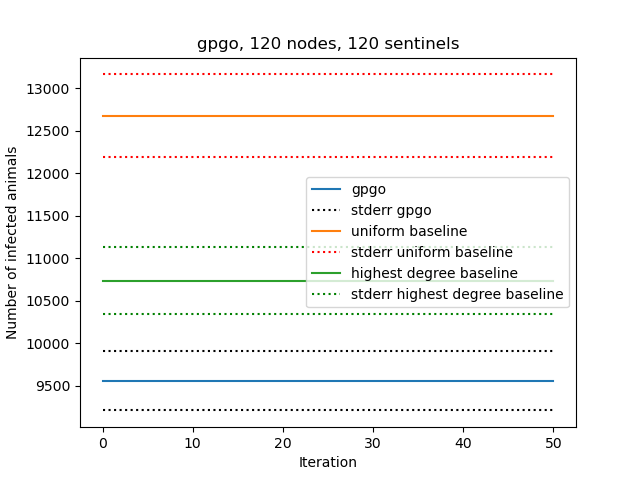 gpgo, 120 nodes, 120 sentinels
13000
12500
12000
11500
11000
10500
10000
9500
Number of infected animals
gpgo
stderr gpgo
uniform baseline
stderr uniform baseline
highest degree baseline
stderr highest degree baseline
0 10 20 30 40 50
Iteration